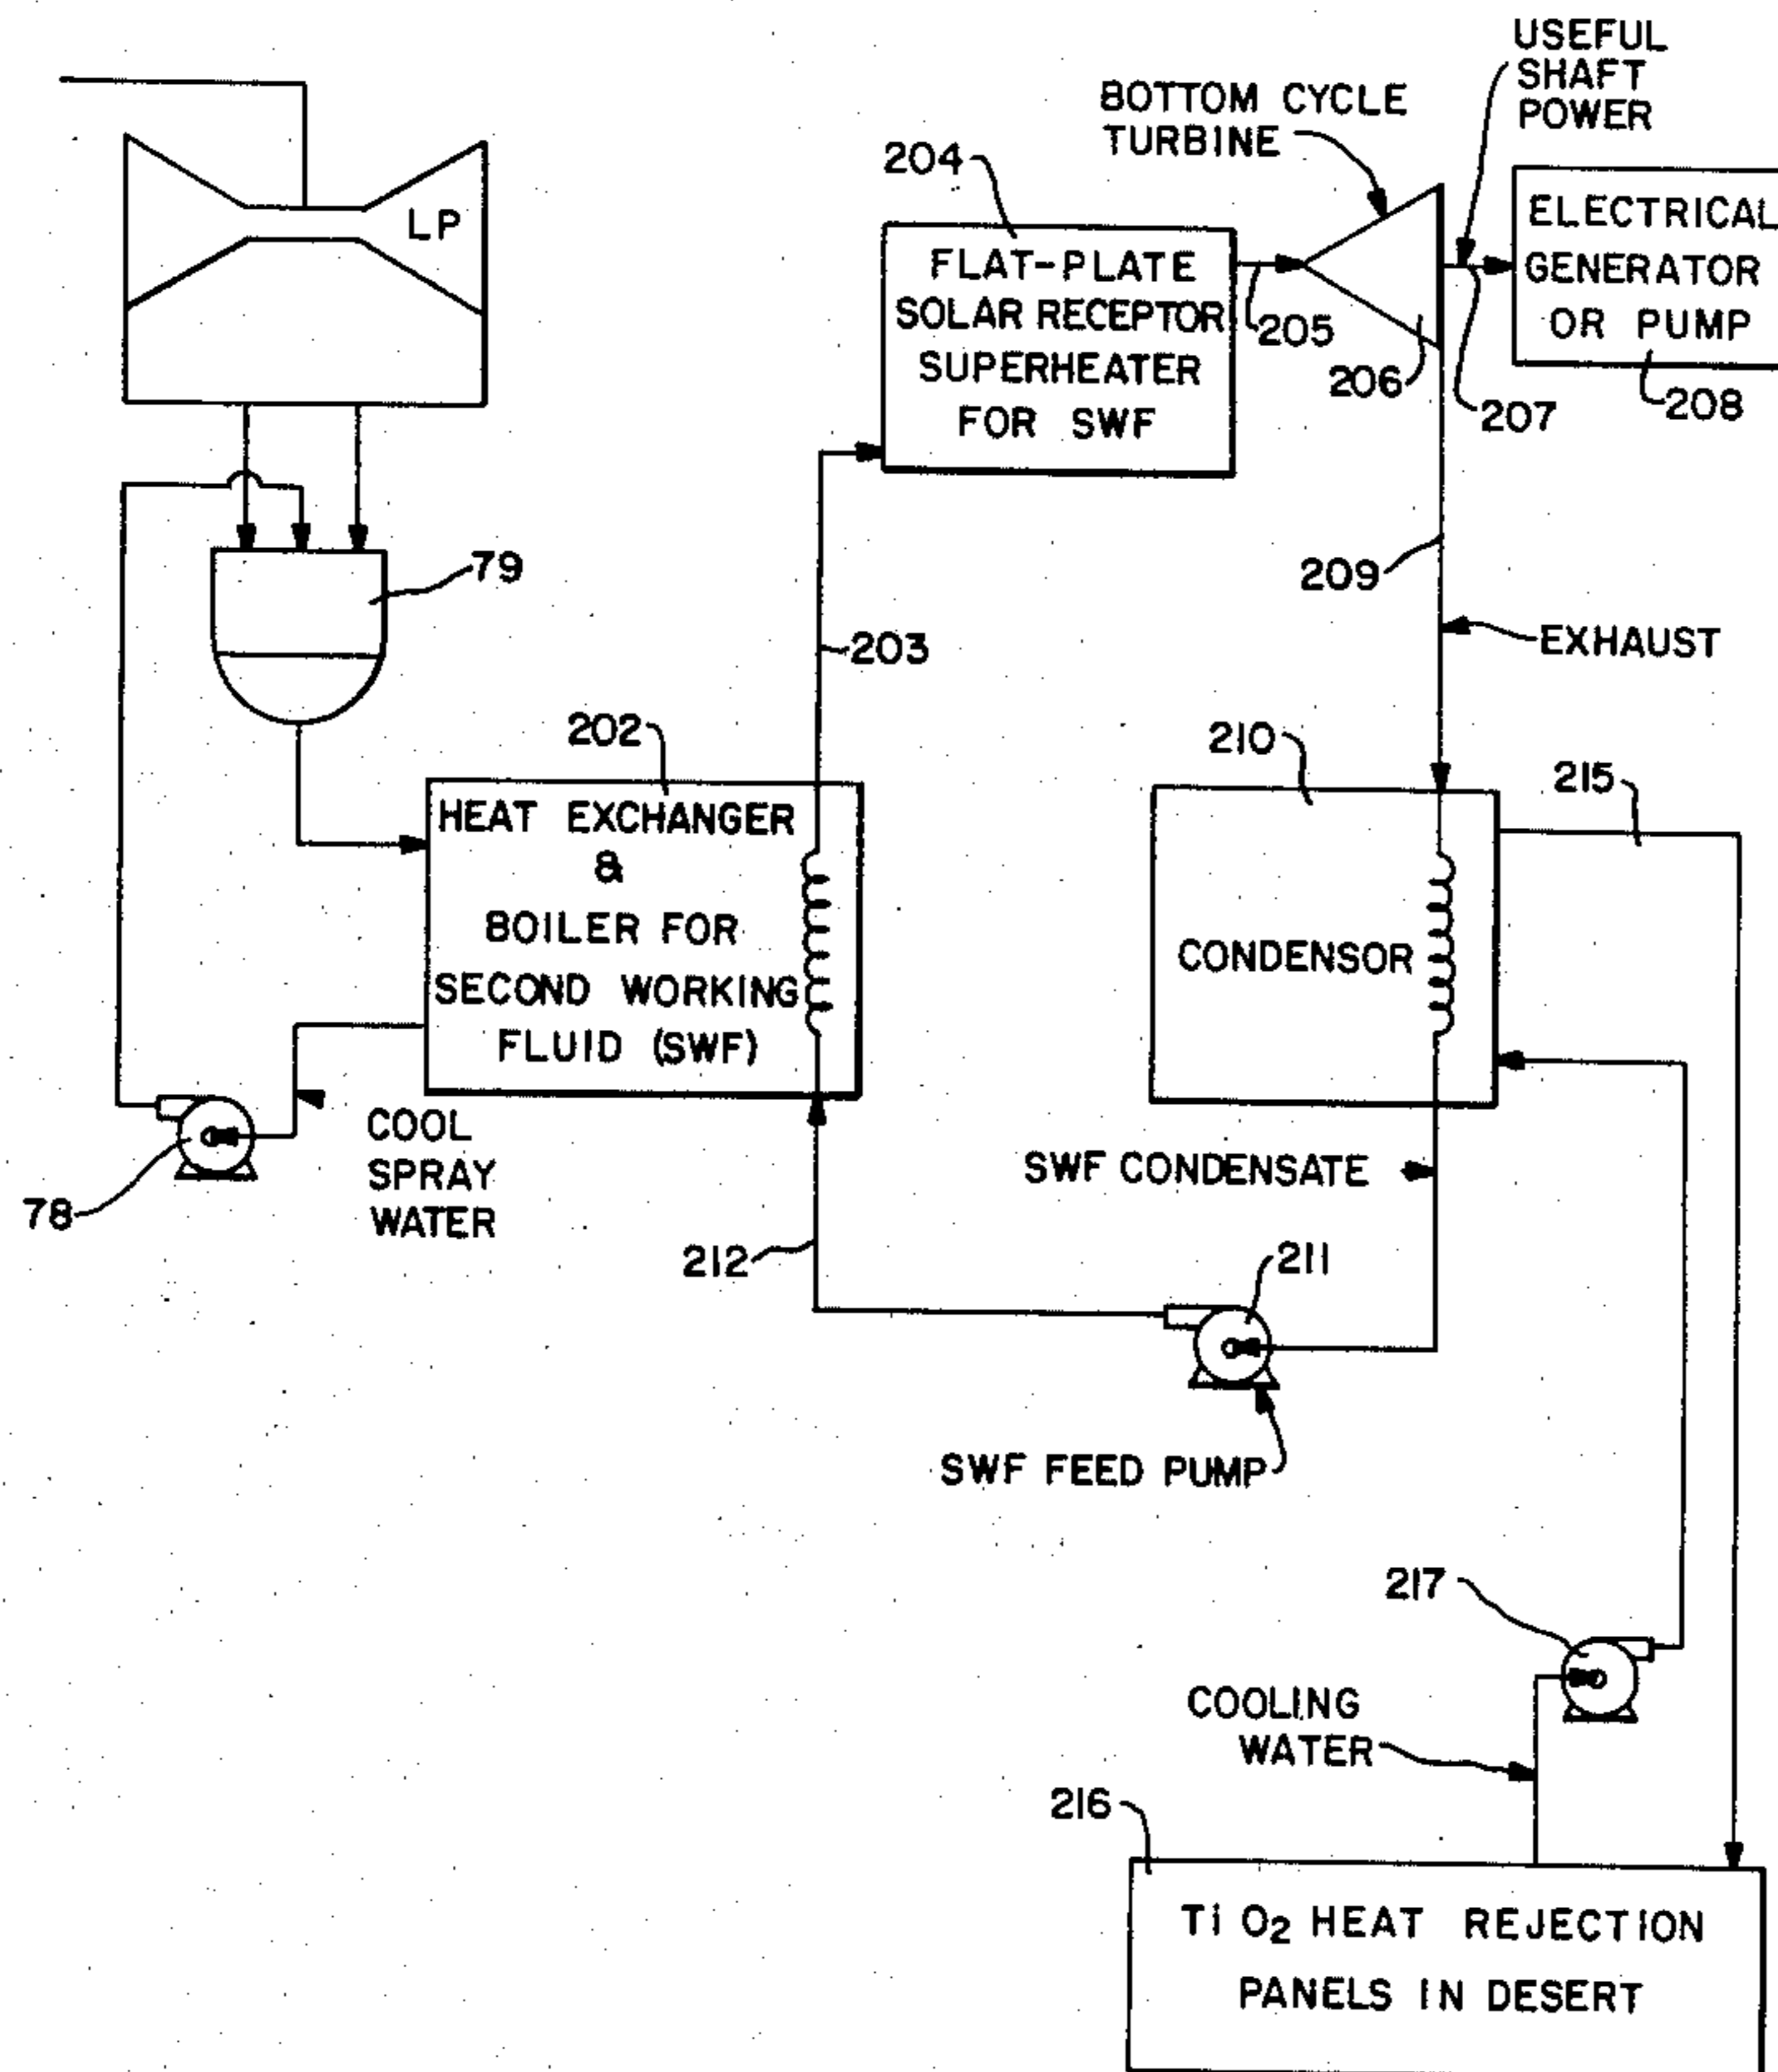 USEFUL
SHAFT
POWER
BOTTOM CYCLE
TURBINE
204
LP
ELECTRICAL
GENERATOR
OR PUMP
FLAT-PLATE
SOLAR RECEPTOR
SUPERHEATER
FOR SWF
205
206
207
208
79
209
EXHAUST
203
202
210
215
HEAT EXCHANGER
&
BOILER FOR
SECOND WORKING
FLUID (SWF)
CONDENSOR
COOL
SPRAY
WATER
78
SWF CONDENSATE
212
211
SWF FEED PUMP
217
COOLING
WATER
216
TiO2 HEAT REJECTION
PANELS IN DESERT